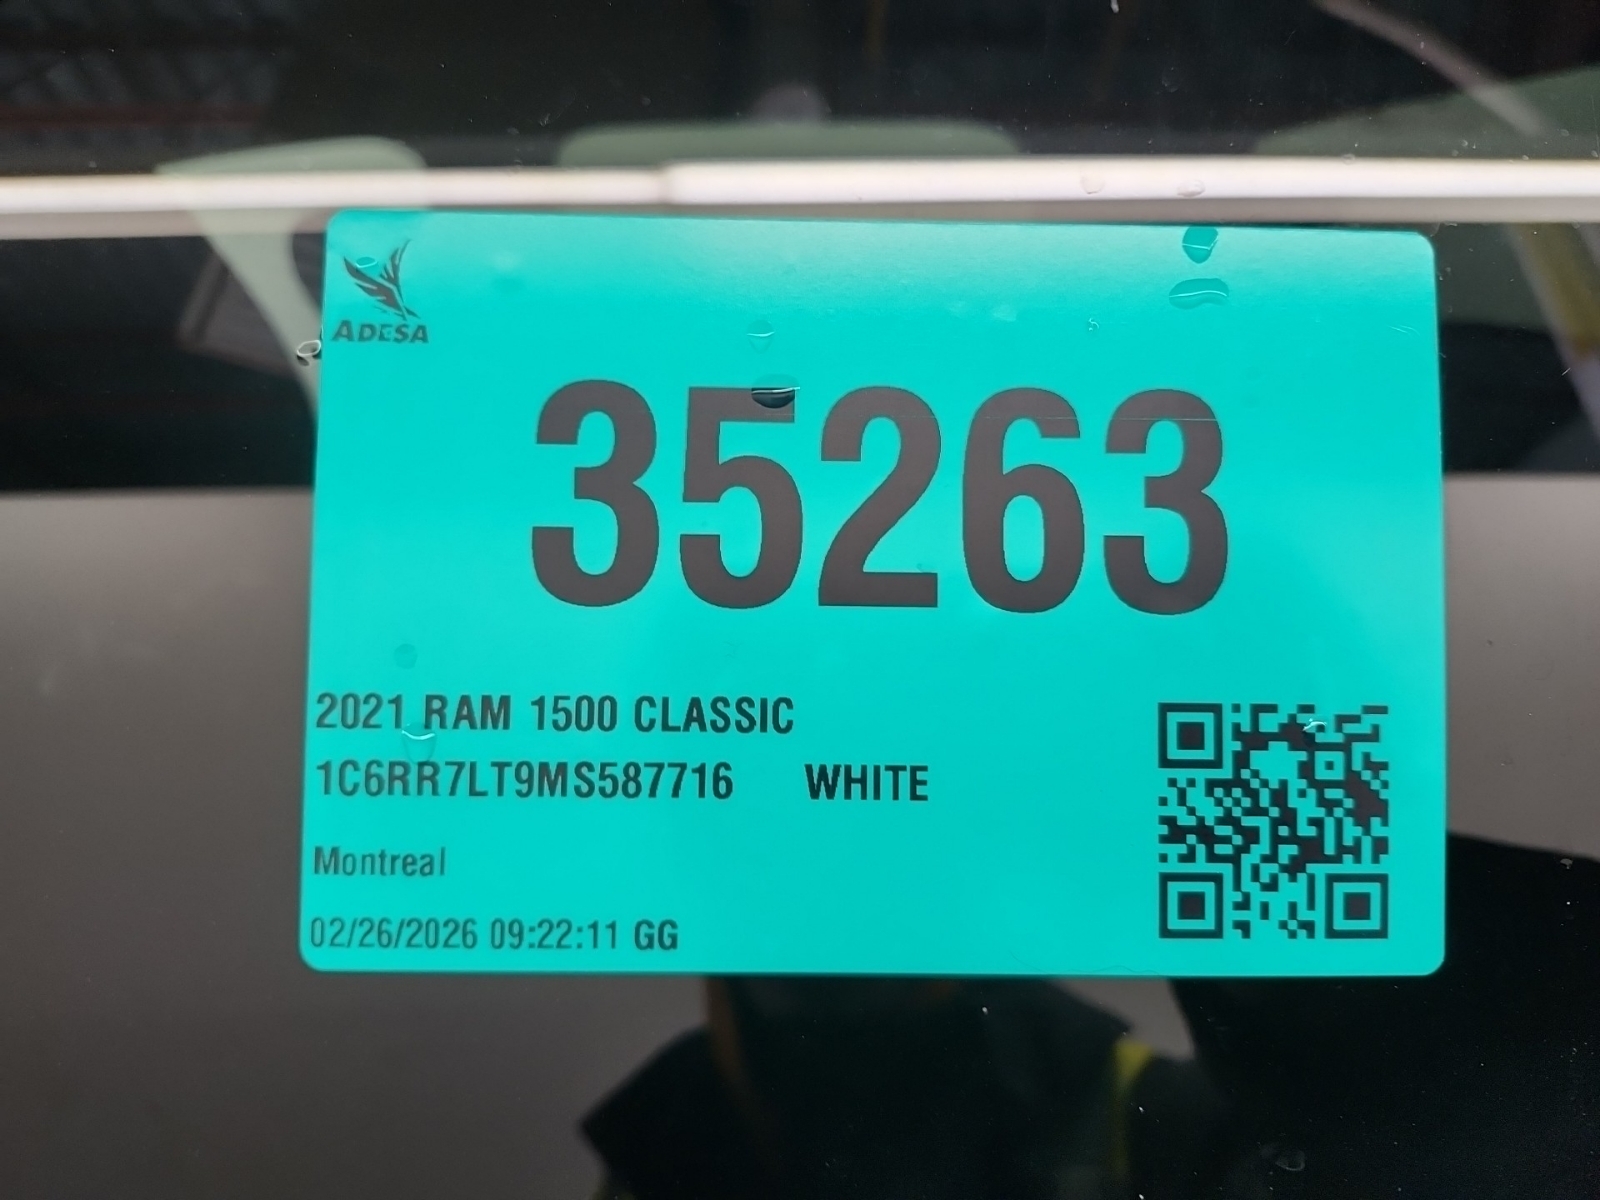 ADESA
35263
2021 RAM 1500 CLASSIC
1C6RR7LT9MS587716 WHITE
Montreal
02/26/2026 09:22:11 GG